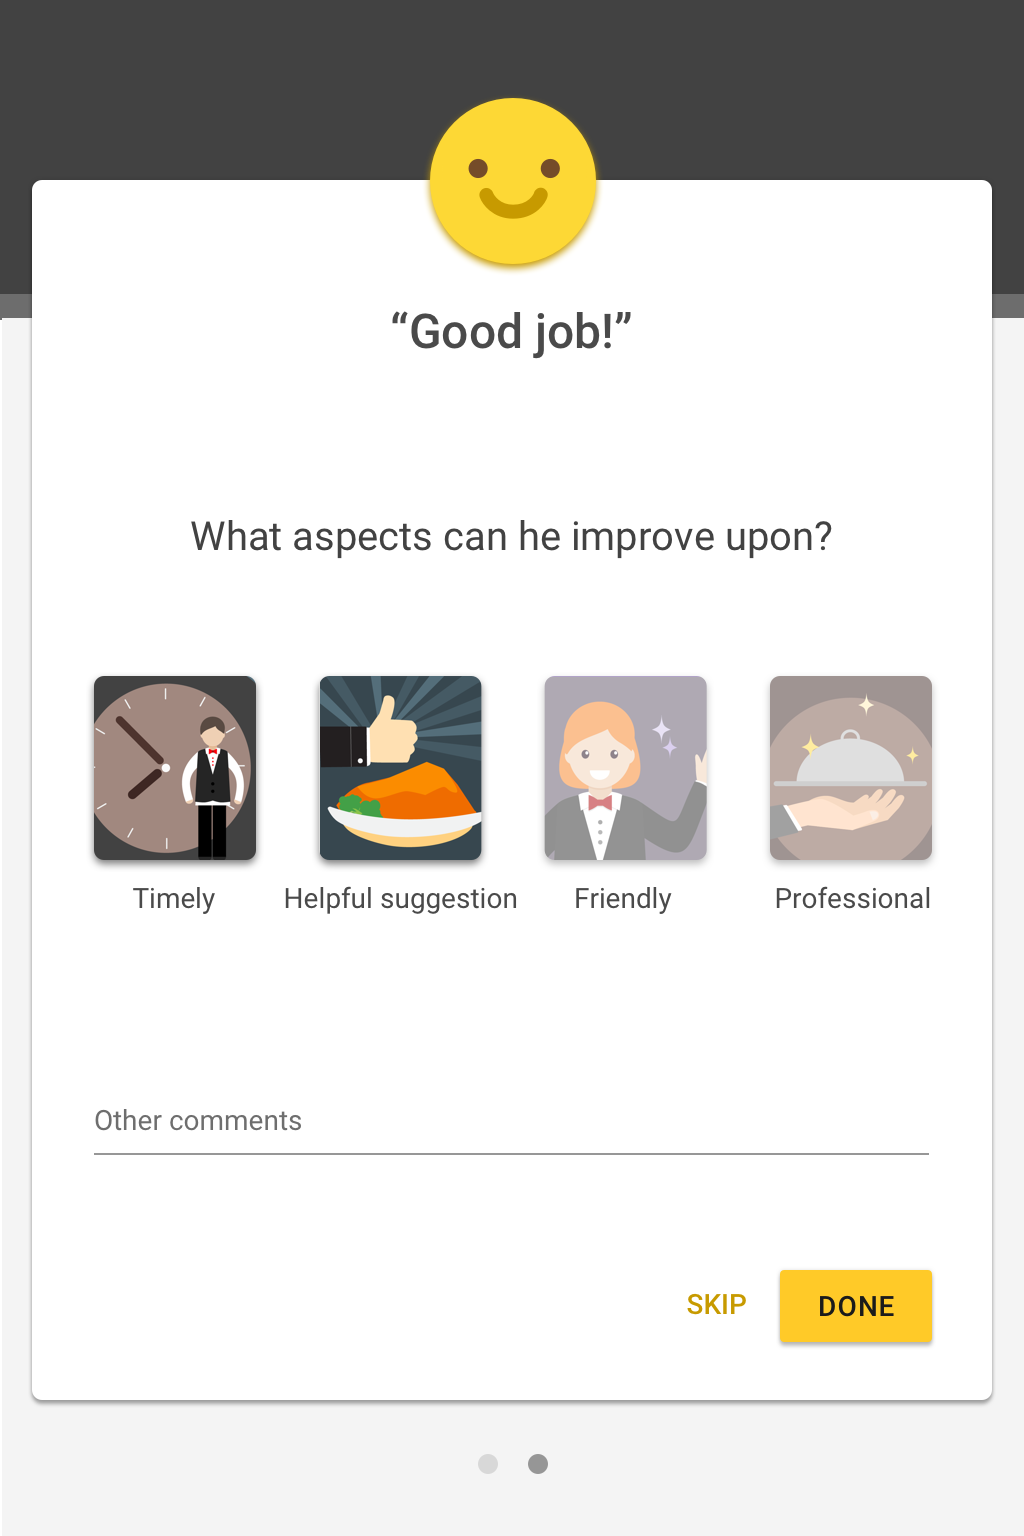 “Good job!”
What aspects can he improve upon?
Timely
Helpful suggestion
Friendly
Professional
Other comments
SKIP
DONE